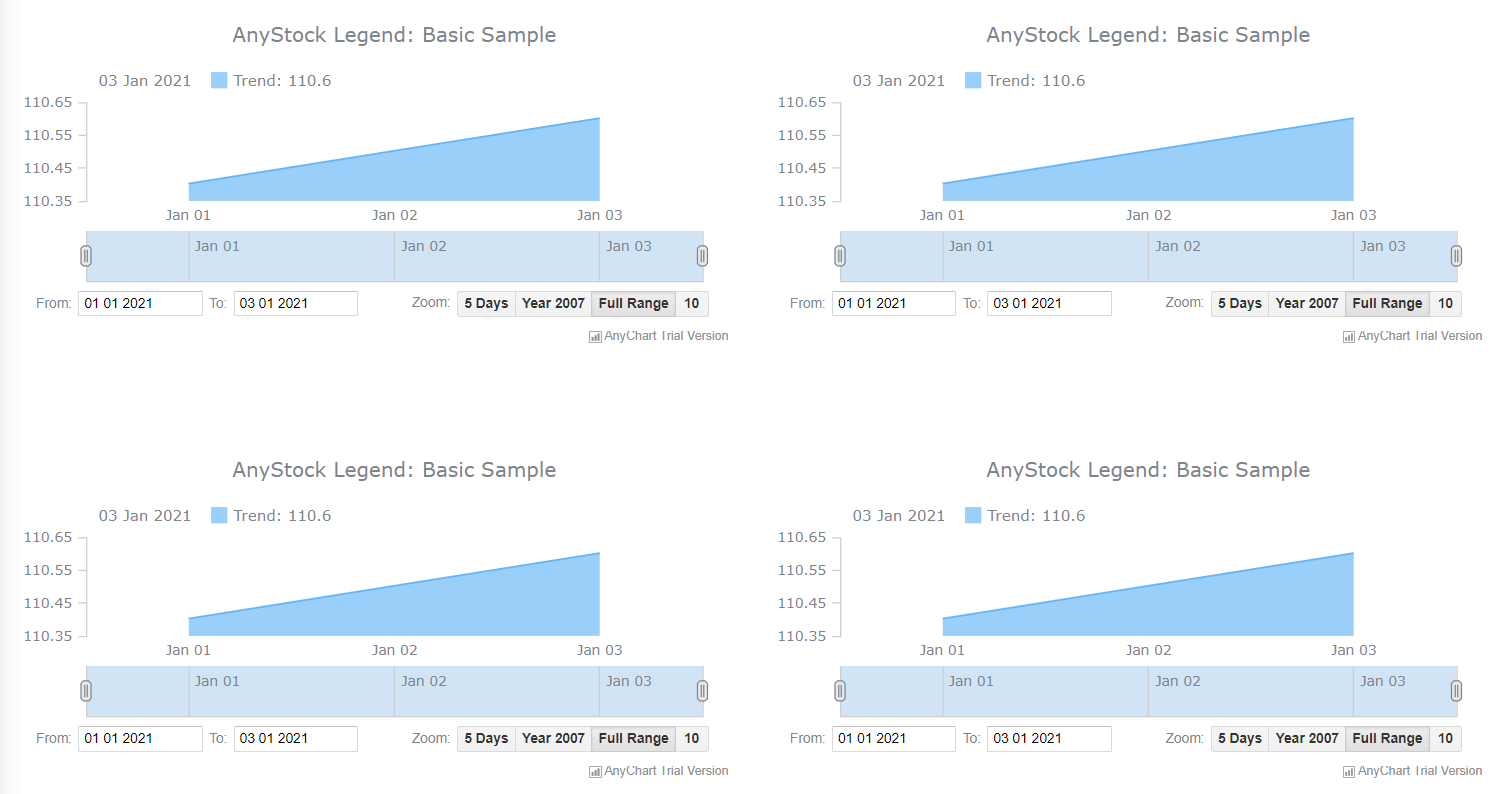 AnyStock Legend: Basic Sample
03 Jan 2021 Trend: 110.6
110.65
110.55
110.45
110.35
Jan 01 Jan 02 Jan 03
Jan 01 Jan 02 Jan 03
From: 01 01 2021 To: 03 01 2021 Zoom: 5 Days Year 2007 Full Range 10
AnyChart Trial Version
AnyStock Legend: Basic Sample
03 Jan 2021 Trend: 110.6
110.65
110.55
110.45
110.35
Jan 01 Jan 02 Jan 03
Jan 01 Jan 02 Jan 03
From: 01 01 2021 To: 03 01 2021 Zoom: 5 Days Year 2007 Full Range 10
AnyChart Trial Version
AnyStock Legend: Basic Sample
03 Jan 2021 Trend: 110.6
110.65
110.55
110.45
110.35
Jan 01 Jan 02 Jan 03
Jan 01 Jan 02 Jan 03
From: 01 01 2021 To: 03 01 2021 Zoom: 5 Days Year 2007 Full Range 10
AnyChart Trial Version
AnyStock Legend: Basic Sample
03 Jan 2021 Trend: 110.6
110.65
110.55
110.45
110.35
Jan 01 Jan 02 Jan 03
Jan 01 Jan 02 Jan 03
From: 01 01 2021 To: 03 01 2021 Zoom: 5 Days Year 2007 Full Range 10
AnyChart Trial Version